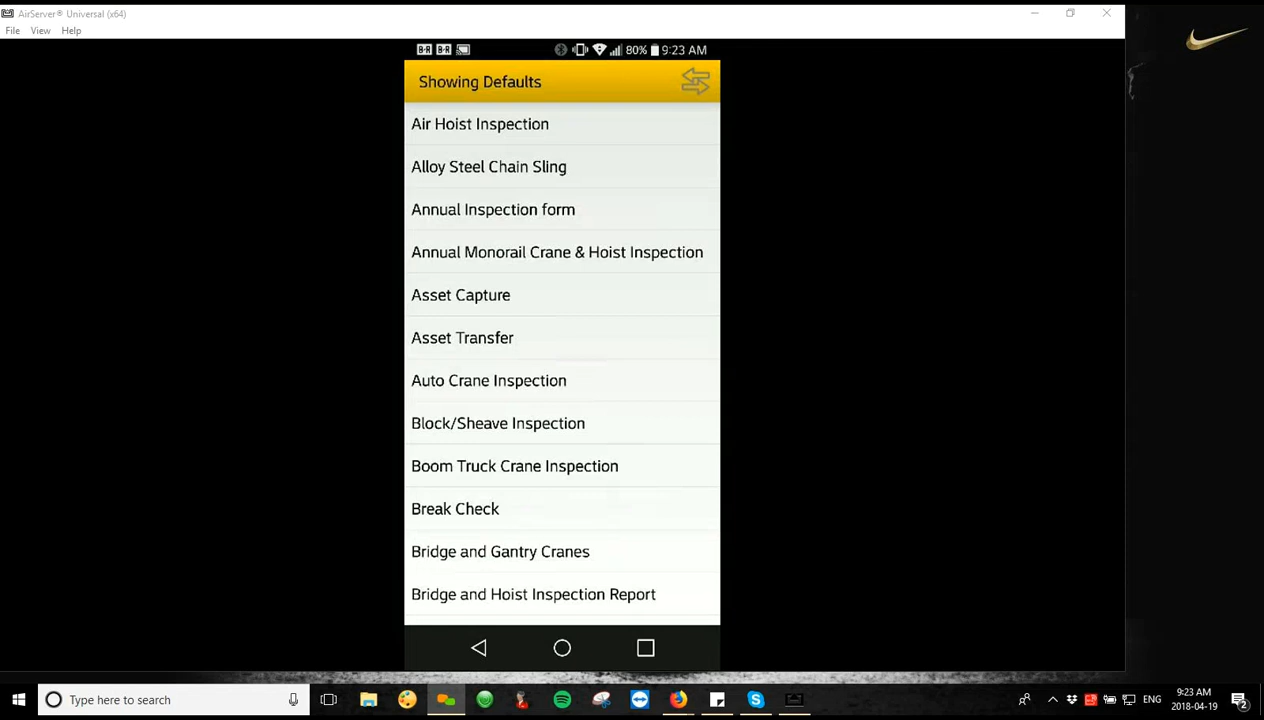 AirServer® Universal (x64)
File View Help
B-R B-R 80% 9:23 AM
Showing Defaults
Air Hoist Inspection
Alloy Steel Chain Sling
Annual Inspection form
Annual Monorail Crane & Hoist Inspection
Asset Capture
Asset Transfer
Auto Crane Inspection
Block/Sheave Inspection
Boom Truck Crane Inspection
Break Check
Bridge and Gantry Cranes
Bridge and Hoist Inspection Report
Type here to search
ENG
9:23 AM
2018-04-19
2